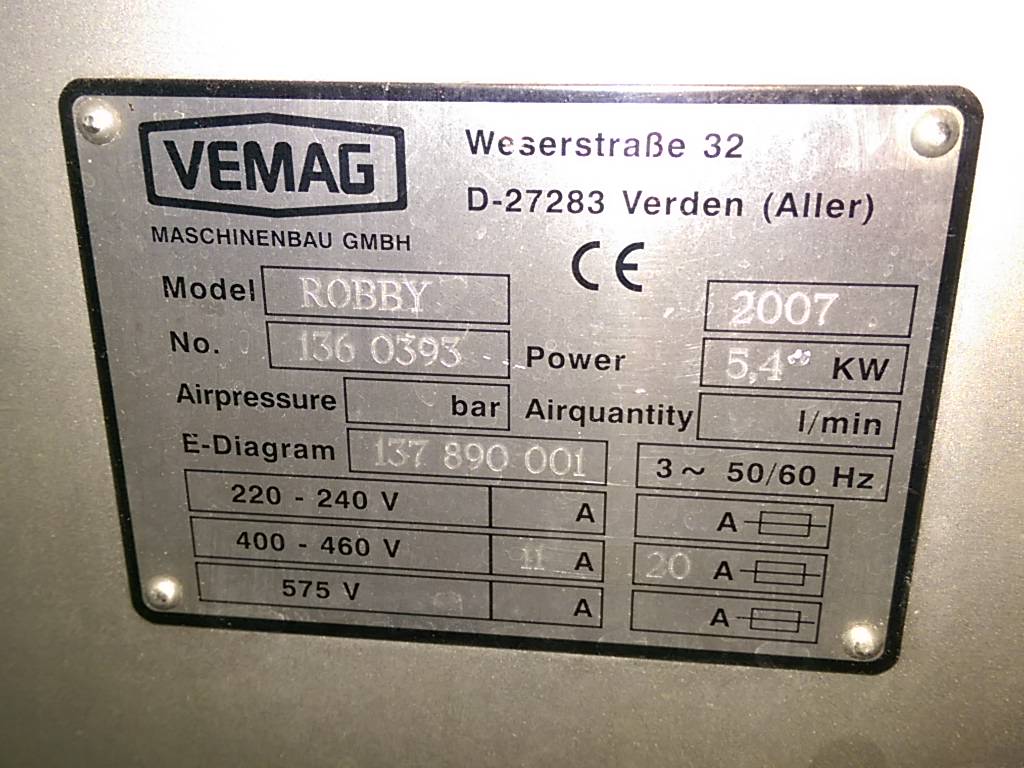 VEMAG
MASCHINENBAU GMBH
Weserstraße 32
D-27283 Verden (Aller)
CE
Model ROBBY 2007
No. 136 0393 Power 5,4 KW
Airpressure bar Airquantity l/min
E-Diagram 137 890 001 3~ 50/60 Hz
220 - 240 V A A
400 - 460 V 11 A 20 A
575 V A A